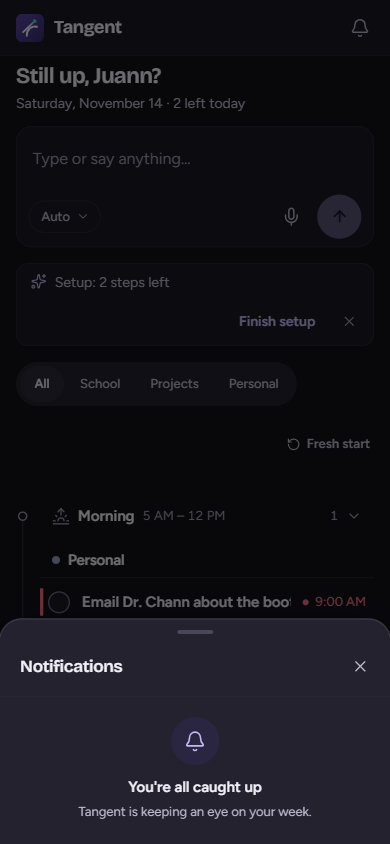 Tangent
Still up, Juann?
Saturday, November 14 · 2 left today
Type or say anything...
Auto
Setup: 2 steps left
Finish setup
All School Projects Personal
Fresh start
Morning 5 AM – 12 PM 1
Personal
Email Dr. Chann about the boo 9:00 AM
Notifications
You're all caught up
Tangent is keeping an eye on your week.